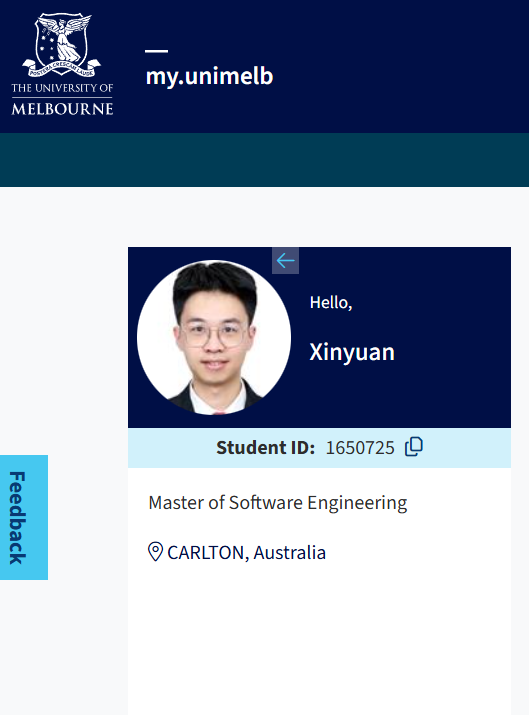 POSTERA CRESCAM LAUDE
THE UNIVERSITY OF
MELBOURNE
my.unimelb
Hello,
Xinyuan
Student ID: 1650725
Master of Software Engineering
CARLTON, Australia
Feedback